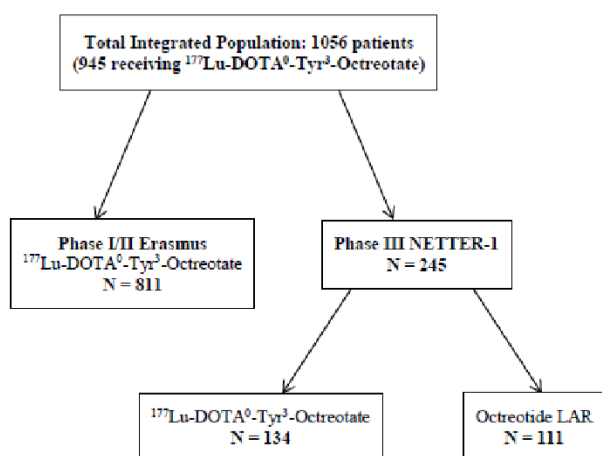 Total Integrated Population: 1056 patients
(945 receiving ¹⁷⁷Lu-DOTA⁰-Tyr³-Octreotate)
Phase I/II Erasmus
¹⁷⁷Lu-DOTA⁰-Tyr³-Octreotate
N = 811
Phase III NETTER-1
N = 245
¹⁷⁷Lu-DOTA⁰-Tyr³-Octreotate
N = 134
Octreotide LAR
N = 111